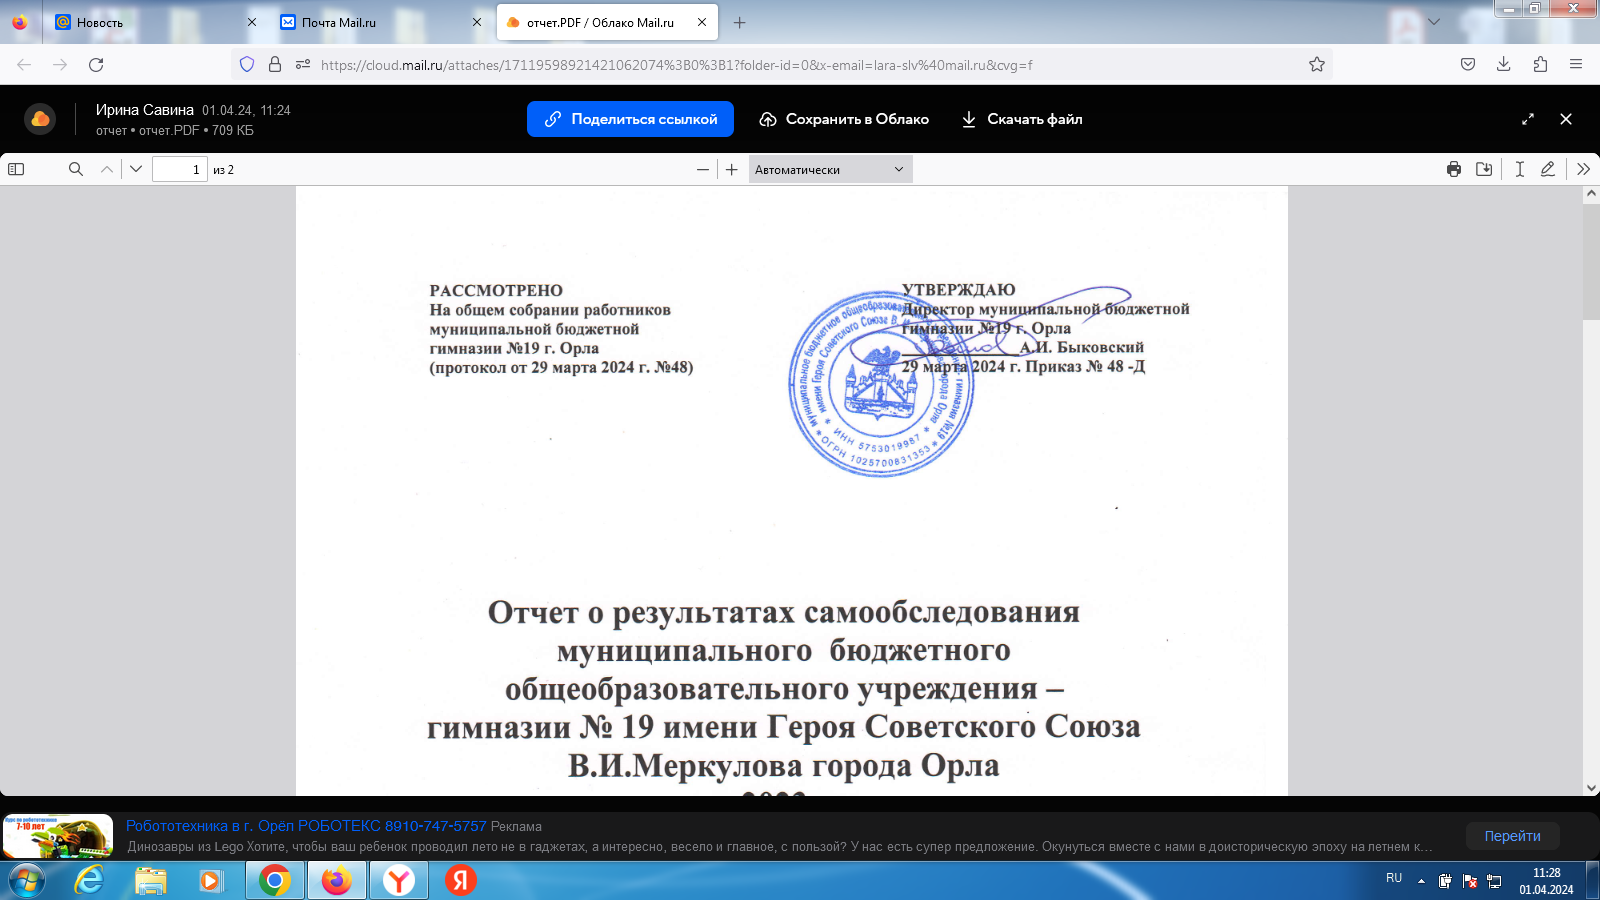 Новость
Почта Mail.ru
отчет.PDF / Облако Mail.ru
https://cloud.mail.ru/attaches/17119598921421062074%3B0%3B1?folder-id=0&x-email=lara-slv%40mail.ru&cvg=f
Ирина Савина 01.04.24, 11:24
отчет • отчет.PDF • 709 КБ
Поделиться ссылкой
Сохранить в Облако
Скачать файл
1 из 2
Автоматически
РАССМОТРЕНО
На общем собрании работников
муниципальной бюджетной
гимназии №19 г. Орла
(протокол от 29 марта 2024 г. №48)
УТВЕРЖДАЮ
Директор муниципальной бюджетной
гимназии №19 г. Орла
А.И. Быковский
29 марта 2024 г. Приказ № 48 -Д
ИНН 5753019987
ОГРН 1025700831353
Отчет о результатах самообследования
муниципального бюджетного
общеобразовательного учреждения –
гимназии № 19 имени Героя Советского Союза
В.И.Меркулова города Орла
Курс по робототехнике
7-10 лет
Робототехника в г. Орёл РОБОТЕКС 8910-747-5757 Реклама
Динозавры из Lego Хотите, чтобы ваш ребенок проводил лето не в гаджетах, а интересно, весело и главное, с пользой? У нас есть супер предложение. Окунуться вместе с нами в доисторическую эпоху на летнем к…
Перейти
RU
11:28
01.04.2024